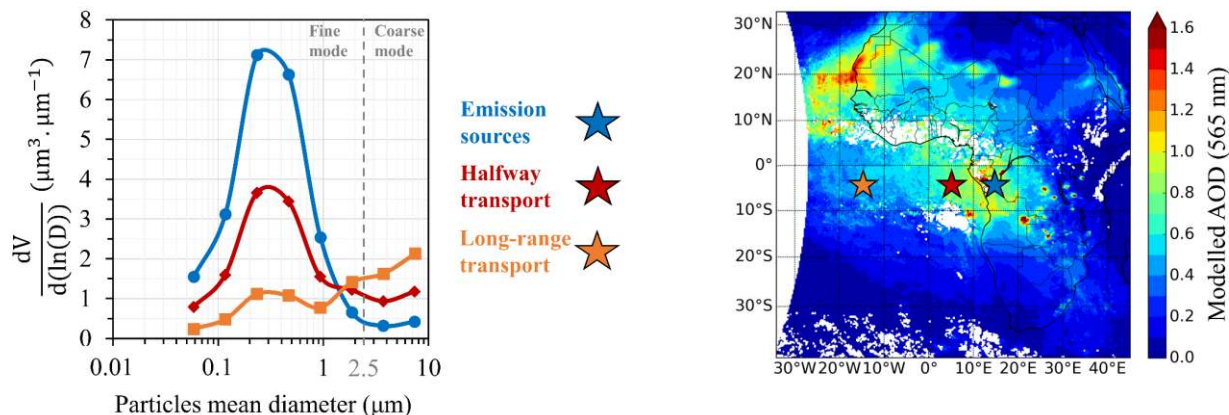 8
7
6
5
4
3
2
1
0
dV
d(ln(D))
(μm³ . μm⁻¹)
Fine
mode
Coarse
mode
0.01
0.1
1
2.5
10
Particles mean diameter (μm)
Emission
sources
Halfway
transport
Long-range
transport
30°N
20°N
10°N
0°
10°S
20°S
30°S
30°W
20°W
10°W
0°
10°E
20°E
30°E
40°E
1.6
1.4
1.2
1.0
0.8
0.6
0.4
0.2
0.0
Modelled AOD (565 nm)